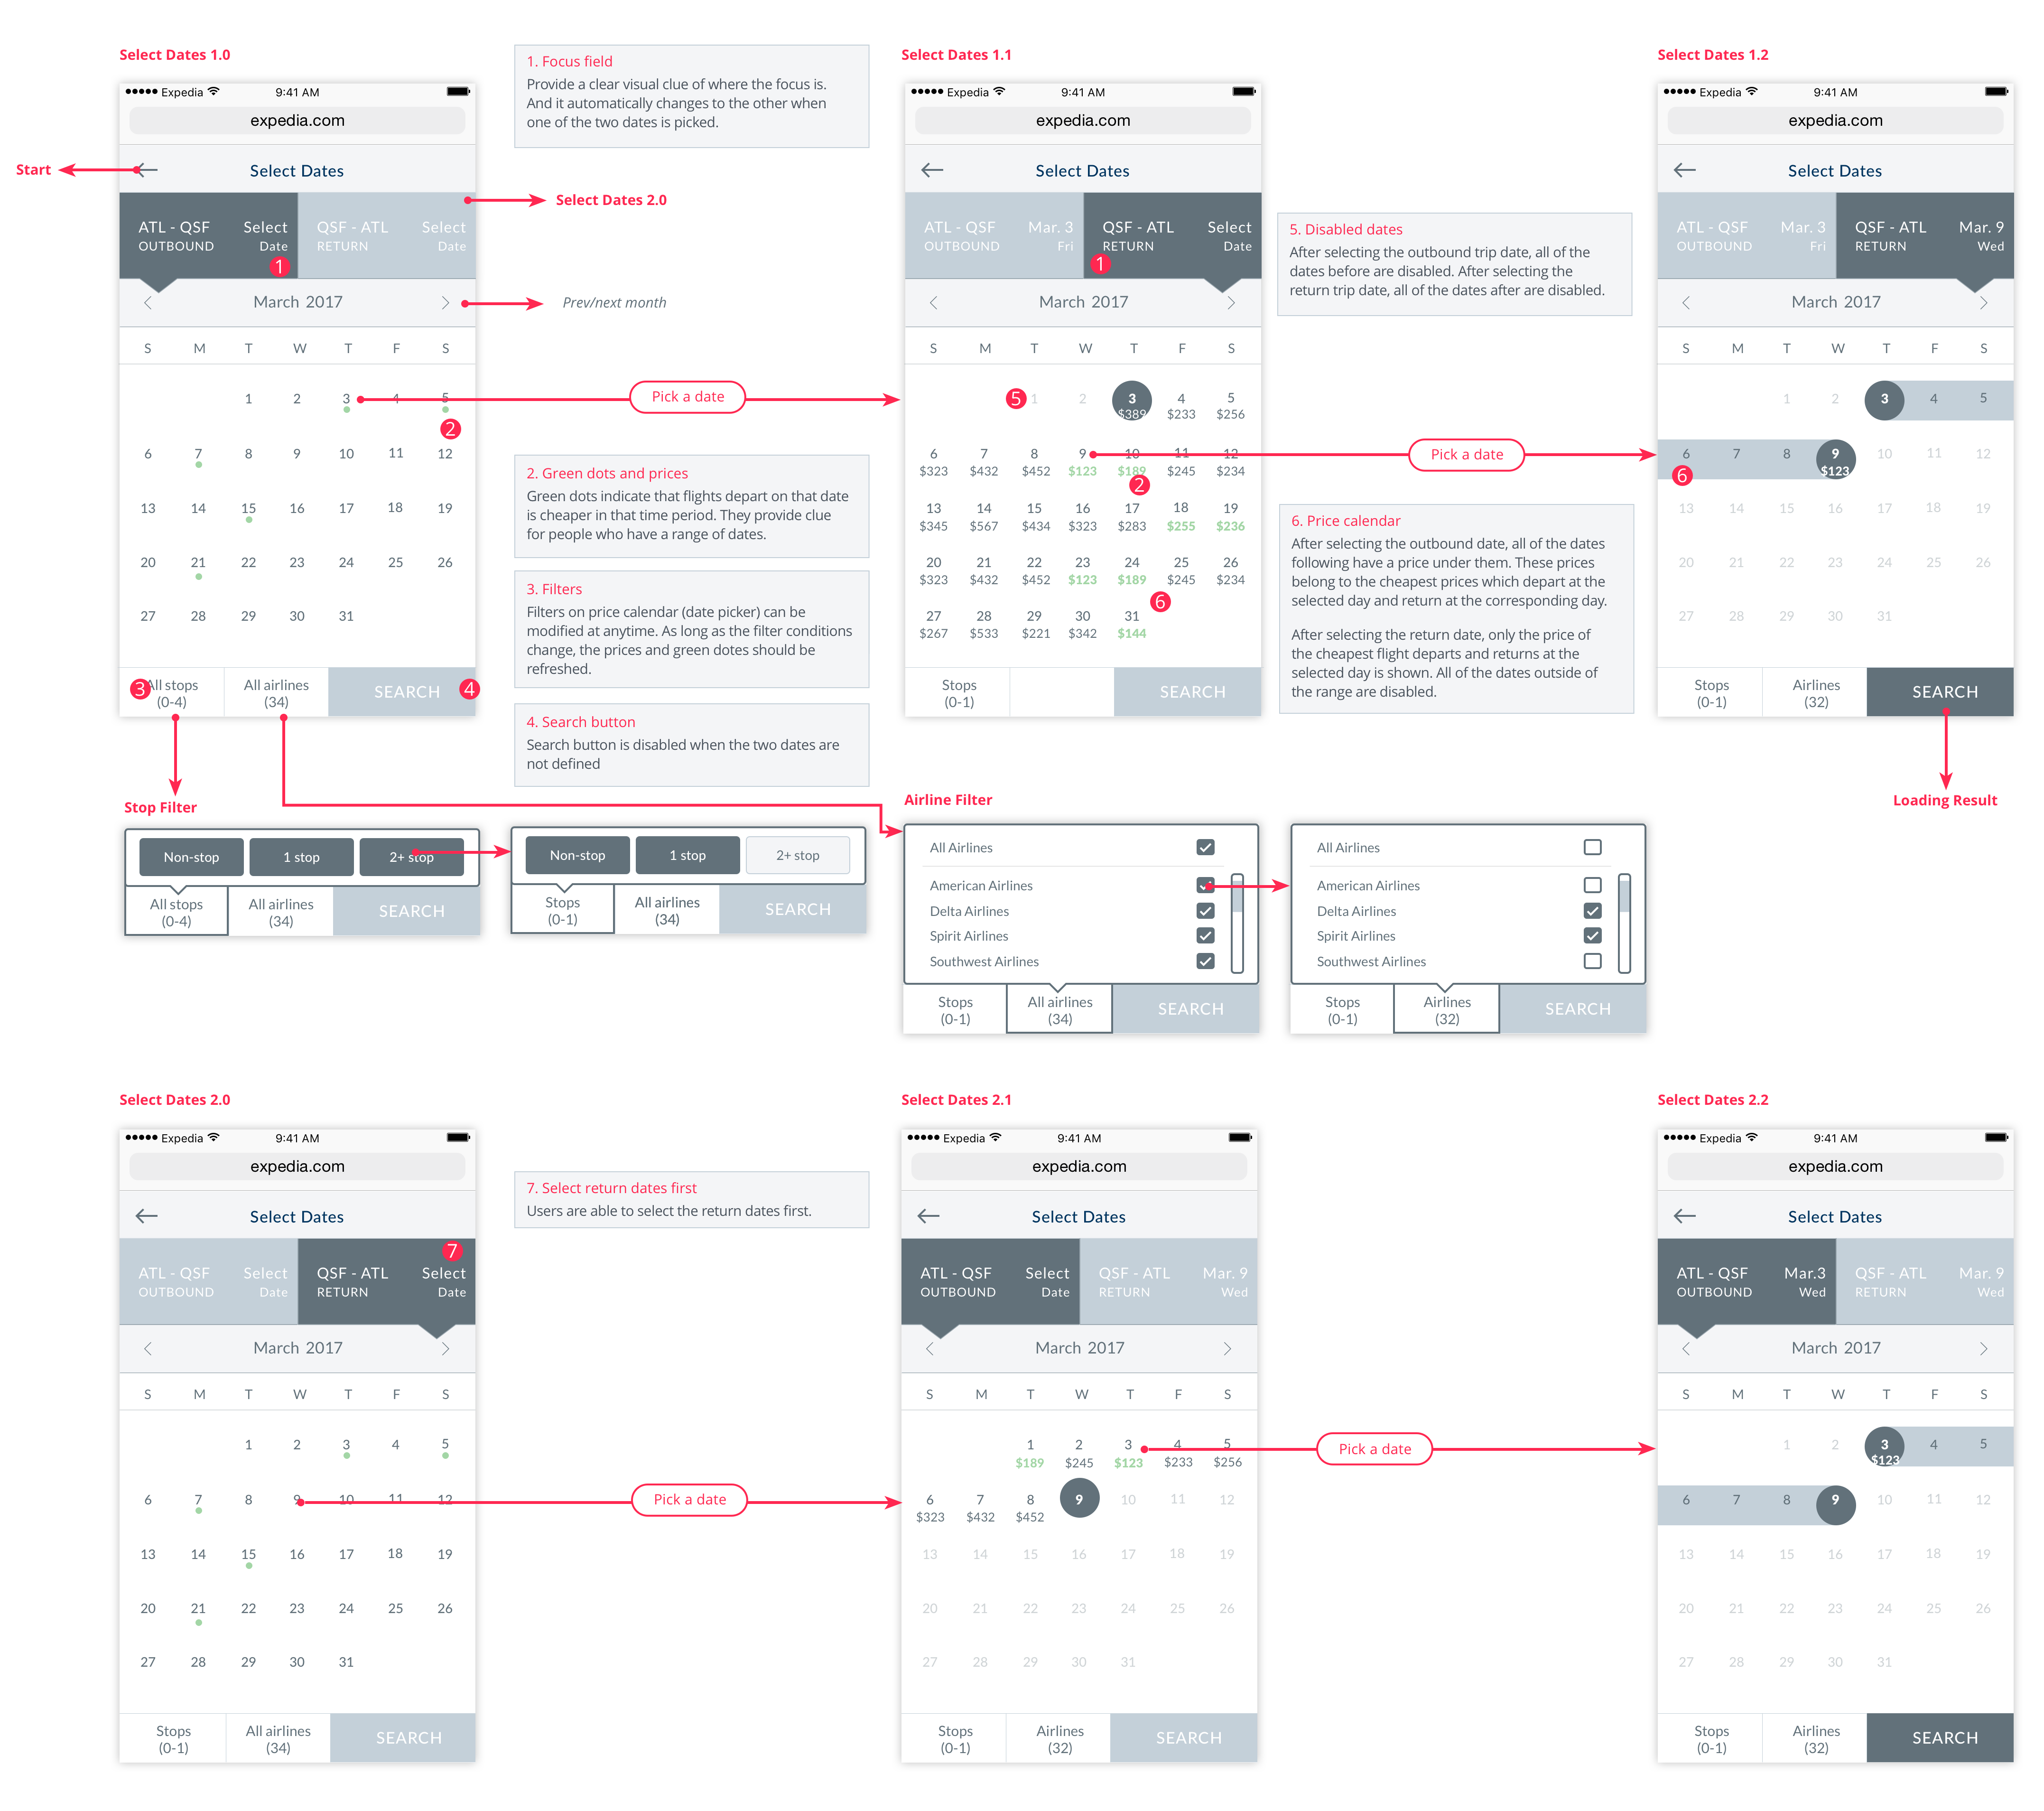 Select Dates 1.0
Expedia 9:41 AM
expedia.com
Start
Select Dates
ATL - QSF Select QSF - ATL Select
OUTBOUND Date RETURN Date
1
Select Dates 2.0
March 2017
Prev/next month
S M T W T F S
1 2 3 4 5
2
6 7 8 9 10 11 12
13 14 15 16 17 18 19
20 21 22 23 24 25 26
27 28 29 30 31
3 All stops All airlines SEARCH 4
(0-4) (34)
1. Focus field
Provide a clear visual clue of where the focus is.
And it automatically changes to the other when
one of the two dates is picked.
Pick a date
2. Green dots and prices
Green dots indicate that flights depart on that date
is cheaper in that time period. They provide clue
for people who have a range of dates.
3. Filters
Filters on price calendar (date picker) can be
modified at anytime. As long as the filter conditions
change, the prices and green dotes should be
refreshed.
4. Search button
Search button is disabled when the two dates are
not defined
Select Dates 1.1
Expedia 9:41 AM
expedia.com
Select Dates
ATL - QSF Mar. 3 QSF - ATL Select
OUTBOUND Fri RETURN Date
1
March 2017
S M T W T F S
5 1 2 3 4 5
$389 $233 $256
6 7 8 9 10 11 12
$323 $432 $452 $123 $189 $245 $234
2
13 14 15 16 17 18 19
$345 $567 $434 $323 $283 $255 $236
20 21 22 23 24 25 26
$323 $432 $452 $123 $189 $245 $234
6
27 28 29 30 31
$267 $533 $221 $342 $144
Stops SEARCH
(0-1)
5. Disabled dates
After selecting the outbound trip date, all of the
dates before are disabled. After selecting the
return trip date, all of the dates after are disabled.
Pick a date
6. Price calendar
After selecting the outbound date, all of the dates
following have a price under them. These prices
belong to the cheapest prices which depart at the
selected day and return at the corresponding day.
After selecting the return date, only the price of
the cheapest flight departs and returns at the
selected day is shown. All of the dates outside of
the range are disabled.
Select Dates 1.2
Expedia 9:41 AM
expedia.com
Select Dates
ATL - QSF Mar. 3 QSF - ATL Mar. 9
OUTBOUND Fri RETURN Wed
March 2017
S M T W T F S
1 2 3 4 5
6 7 8 9 10 11 12
6 $123
13 14 15 16 17 18 19
20 21 22 23 24 25 26
27 28 29 30 31
Stops Airlines SEARCH
(0-1) (32)
Loading Result
Stop Filter
Non-stop 1 stop 2+ stop
All stops All airlines SEARCH
(0-4) (34)
Non-stop 1 stop 2+ stop
Stops All airlines SEARCH
(0-1) (34)
Airline Filter
All Airlines
American Airlines
Delta Airlines
Spirit Airlines
Southwest Airlines
Stops All airlines SEARCH
(0-1) (34)
All Airlines
American Airlines
Delta Airlines
Spirit Airlines
Southwest Airlines
Stops Airlines SEARCH
(0-1) (32)
Select Dates 2.0
Expedia 9:41 AM
expedia.com
Select Dates
7
ATL - QSF Select QSF - ATL Select
OUTBOUND Date RETURN Date
March 2017
S M T W T F S
1 2 3 4 5
6 7 8 9 10 11 12
13 14 15 16 17 18 19
20 21 22 23 24 25 26
27 28 29 30 31
Stops All airlines SEARCH
(0-1) (34)
7. Select return dates first
Users are able to select the return dates first.
Pick a date
Select Dates 2.1
Expedia 9:41 AM
expedia.com
Select Dates
ATL - QSF Select QSF - ATL Mar. 9
OUTBOUND Date RETURN Wed
March 2017
S M T W T F S
1 2 3 4 5
$189 $245 $123 $233 $256
6 7 8 9 10 11 12
$323 $432 $452
13 14 15 16 17 18 19
20 21 22 23 24 25 26
27 28 29 30 31
Stops Airlines SEARCH
(0-1) (32)
Pick a date
Select Dates 2.2
Expedia 9:41 AM
expedia.com
Select Dates
ATL - QSF Mar.3 QSF - ATL Mar. 9
OUTBOUND Wed RETURN Wed
March 2017
S M T W T F S
1 2 3 4 5
$123
6 7 8 9 10 11 12
13 14 15 16 17 18 19
20 21 22 23 24 25 26
27 28 29 30 31
Stops Airlines SEARCH
(0-1) (32)